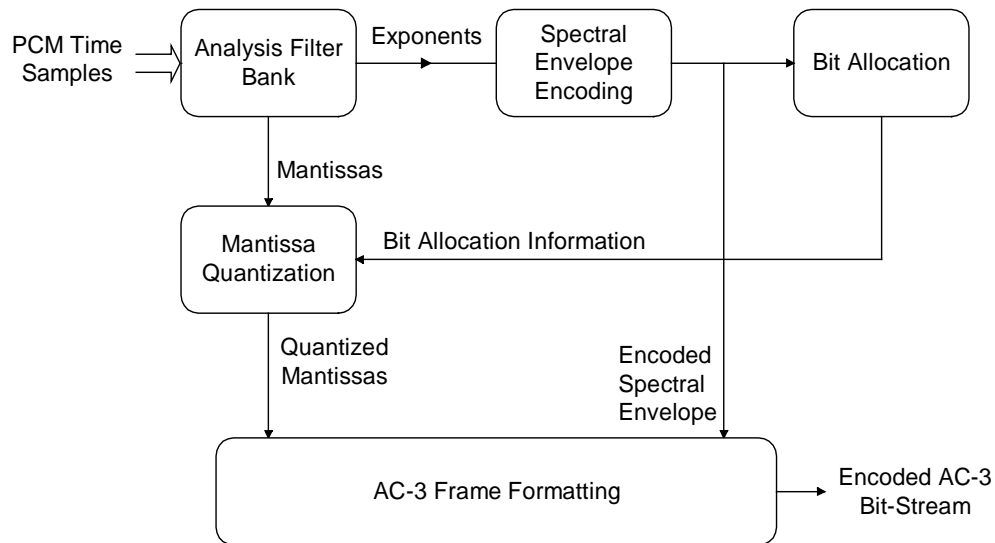 PCM Time
Samples
Analysis Filter
Bank
Exponents
Spectral
Envelope
Encoding
Bit Allocation
Mantissas
Mantissa
Quantization
Bit Allocation Information
Quantized
Mantissas
Encoded
Spectral
Envelope
AC-3 Frame Formatting
Encoded AC-3
Bit-Stream